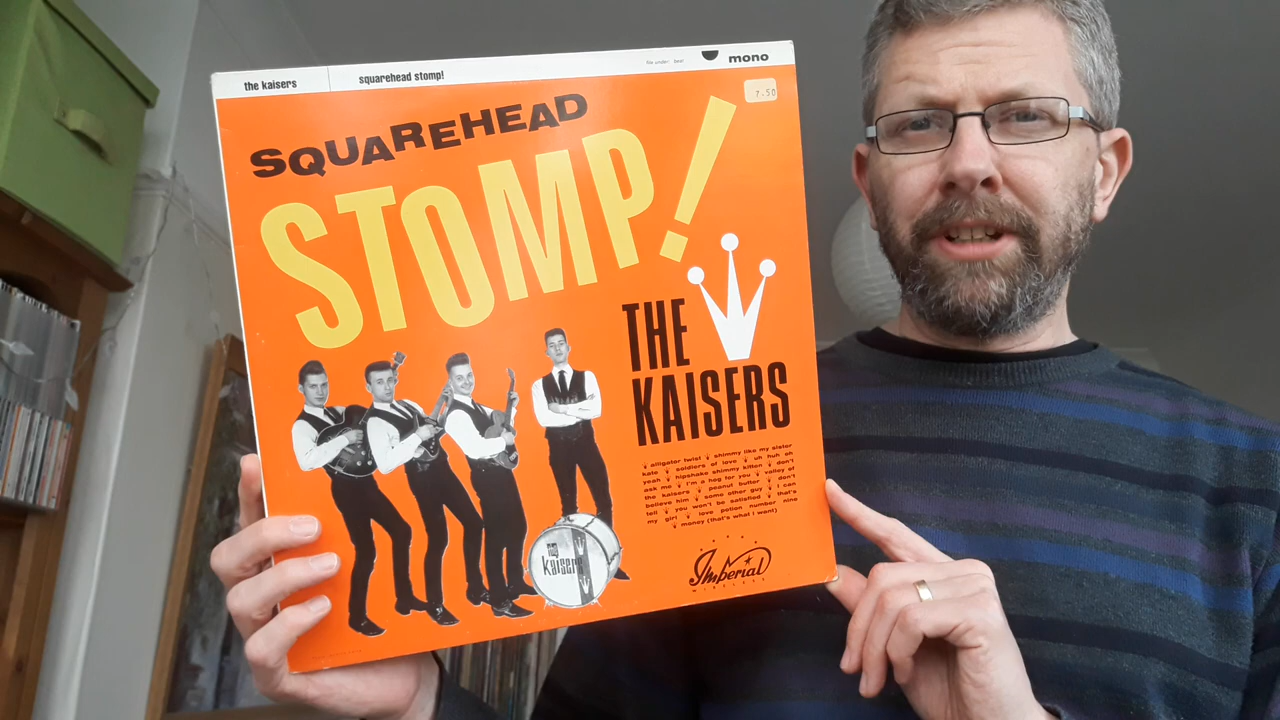 the kaisers squarehead stomp! file under: beat mono
7.50
SQUAREHEAD
STOMP!
THE
KAISERS
alligator twist shimmy like my sister
kate soldiers of love uh huh oh
yeah hipshake shimmy kitten don't
ask me i'm a hog for you valley of
the kaisers peanut butter don't
believe him some other guy i can
tell you won't be satisfied that's
my girl love potion number nine
money (that's what i want)
the
kaisers
Imperial
WIRELESS